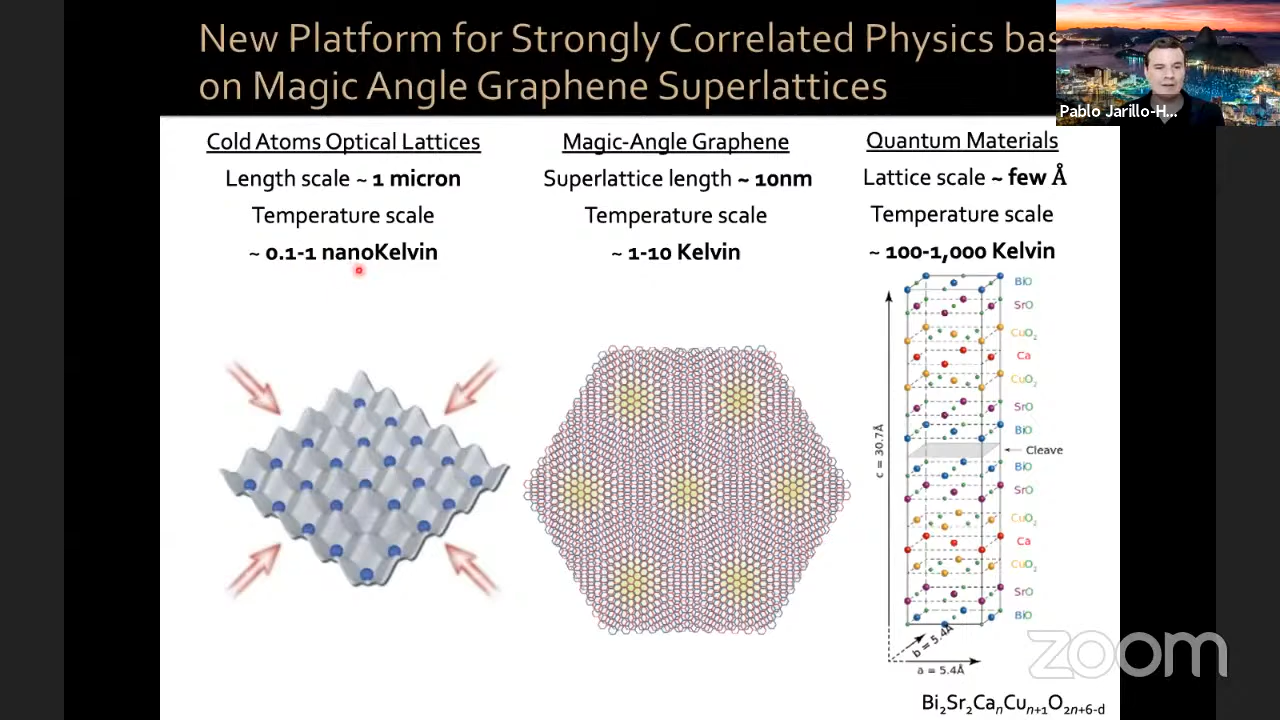 New Platform for Strongly Correlated Physics bas
on Magic Angle Graphene Superlattices
Pablo Jarillo-H...
Cold Atoms Optical Lattices
Length scale ~ 1 micron
Temperature scale
~ 0.1-1 nanoKelvin
Magic-Angle Graphene
Superlattice length ~ 10nm
Temperature scale
~ 1-10 Kelvin
Quantum Materials
Lattice scale ~ few Å
Temperature scale
~ 100-1,000 Kelvin
BiO
SrO
CuO₂
Ca
CuO₂
SrO
BiO
Cleave
BiO
SrO
CuO₂
Ca
CuO₂
SrO
BiO
c = 30.7Å
b = 5.4Å
a = 5.4Å
Bi₂Sr₂CaₙCuₙ₊₁O₂ₙ₊₆₋d
zoom